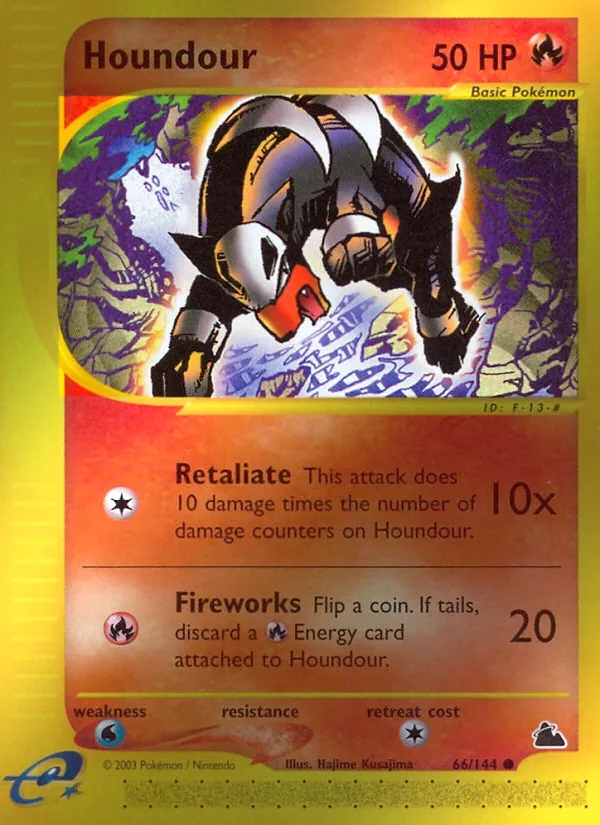 Houndour 50 HP
Basic Pokémon
ID: F-13-#
Retaliate This attack does
10 damage times the number of
damage counters on Houndour.
10x
Fireworks Flip a coin. If tails,
discard a Energy card
attached to Houndour.
20
weakness resistance retreat cost
© 2003 Pokémon / Nintendo Illus. Hajime Kusajima 66/144
e